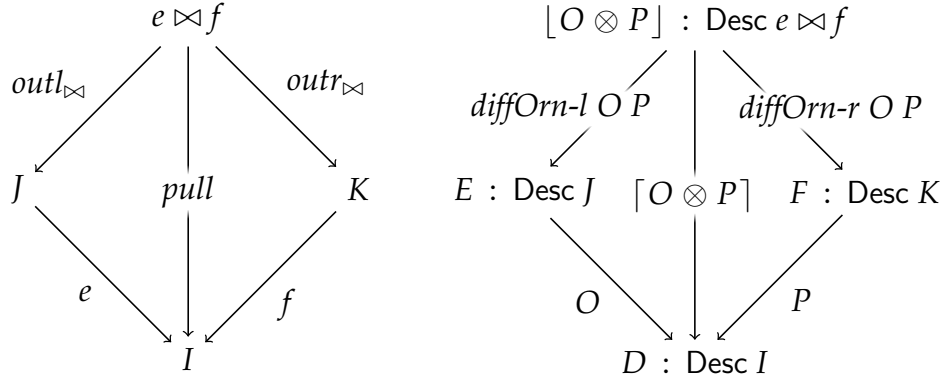 e ⋈ f
⌊O ⊗ P⌋ : Desc e ⋈ f
outl⋈
outr⋈
diffOrn-l O P
diffOrn-r O P
J
pull
K
E : Desc J
⌈O ⊗ P⌉
F : Desc K
e
f
O
P
I
D : Desc I